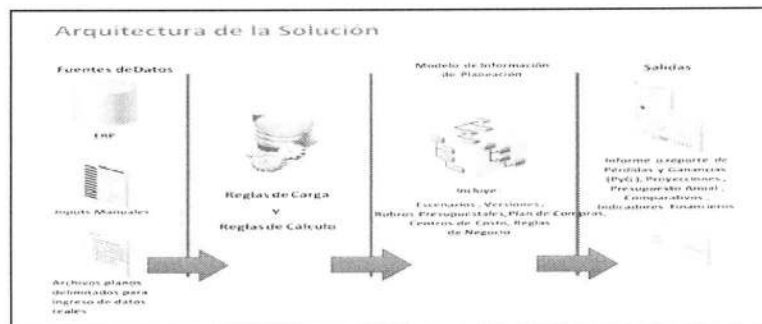 Arquitectura de la Solución
Fuentes de Datos
ERP
Inputs Manuales
Archivos planos
delimitados para
ingreso de datos
reales
Reglas de Carga
y
Reglas de Cálculo
Modelo de Información
de Planeación
Incluye
Escenarios, Versiones,
Rubros Presupuestales, Plan de Compras,
Centros de Costo, Reglas
de Negocio
Salidas
Informe o reporte de
Pérdidas y Ganancias
(PyG), Proyecciones,
Presupuesto Anual,
Comparativos,
Indicadores Financieros